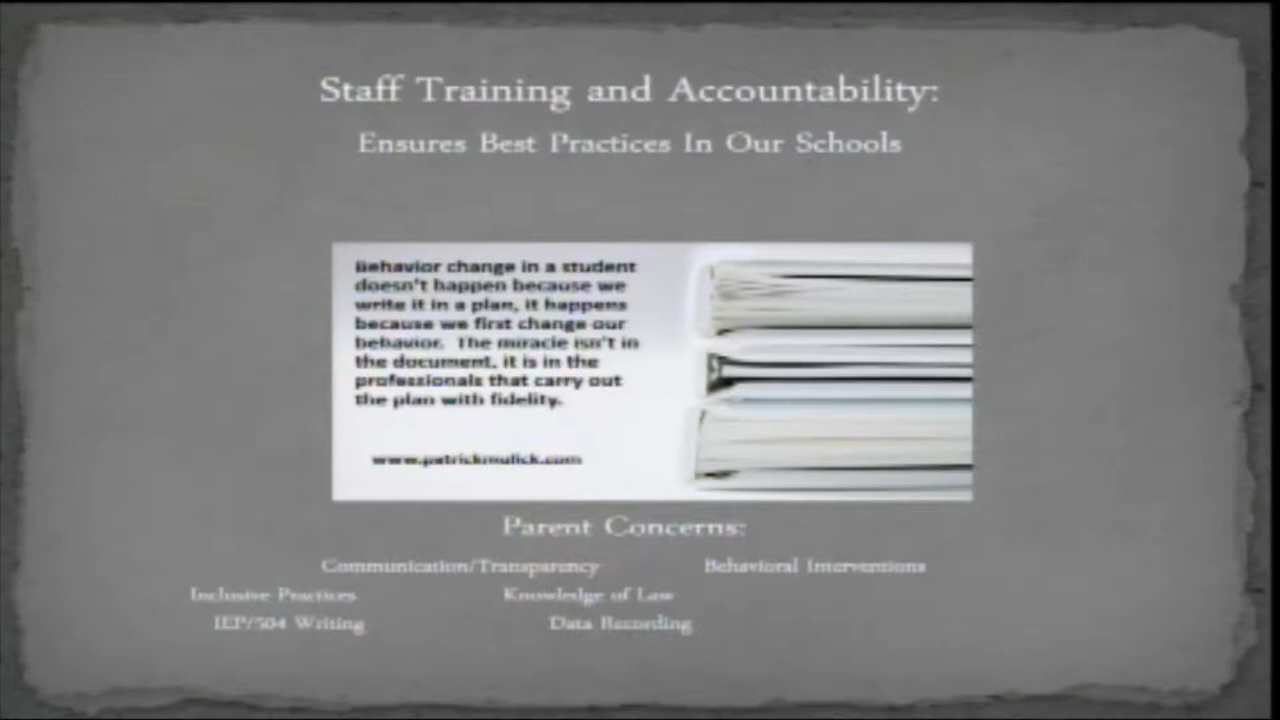 Staff Training and Accountability:
Ensures Best Practices In Our Schools
Behavior change in a student
doesn't happen because we
write it in a plan, it happens
because we first change our
behavior. The miracle isn't in
the document, it is in the
professionals that carry out
the plan with fidelity.
www.patrickmulick.com
Parent Concerns:
Communication/Transparency Behavioral Interventions
Inclusive Practices Knowledge of Law
IEP/504 Writing Data Recording